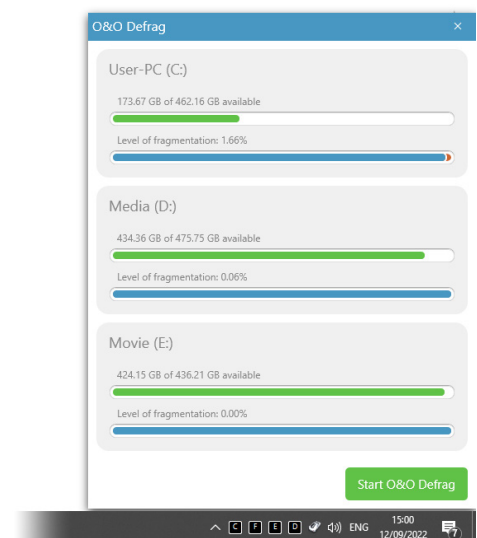 O&O Defrag
User-PC (C:)
173.67 GB of 462.16 GB available
Level of fragmentation: 1.66%
Media (D:)
434.36 GB of 475.75 GB available
Level of fragmentation: 0.06%
Movie (E:)
424.15 GB of 436.21 GB available
Level of fragmentation: 0.00%
Start O&O Defrag
C F E D ENG 15:00
12/09/2022 7